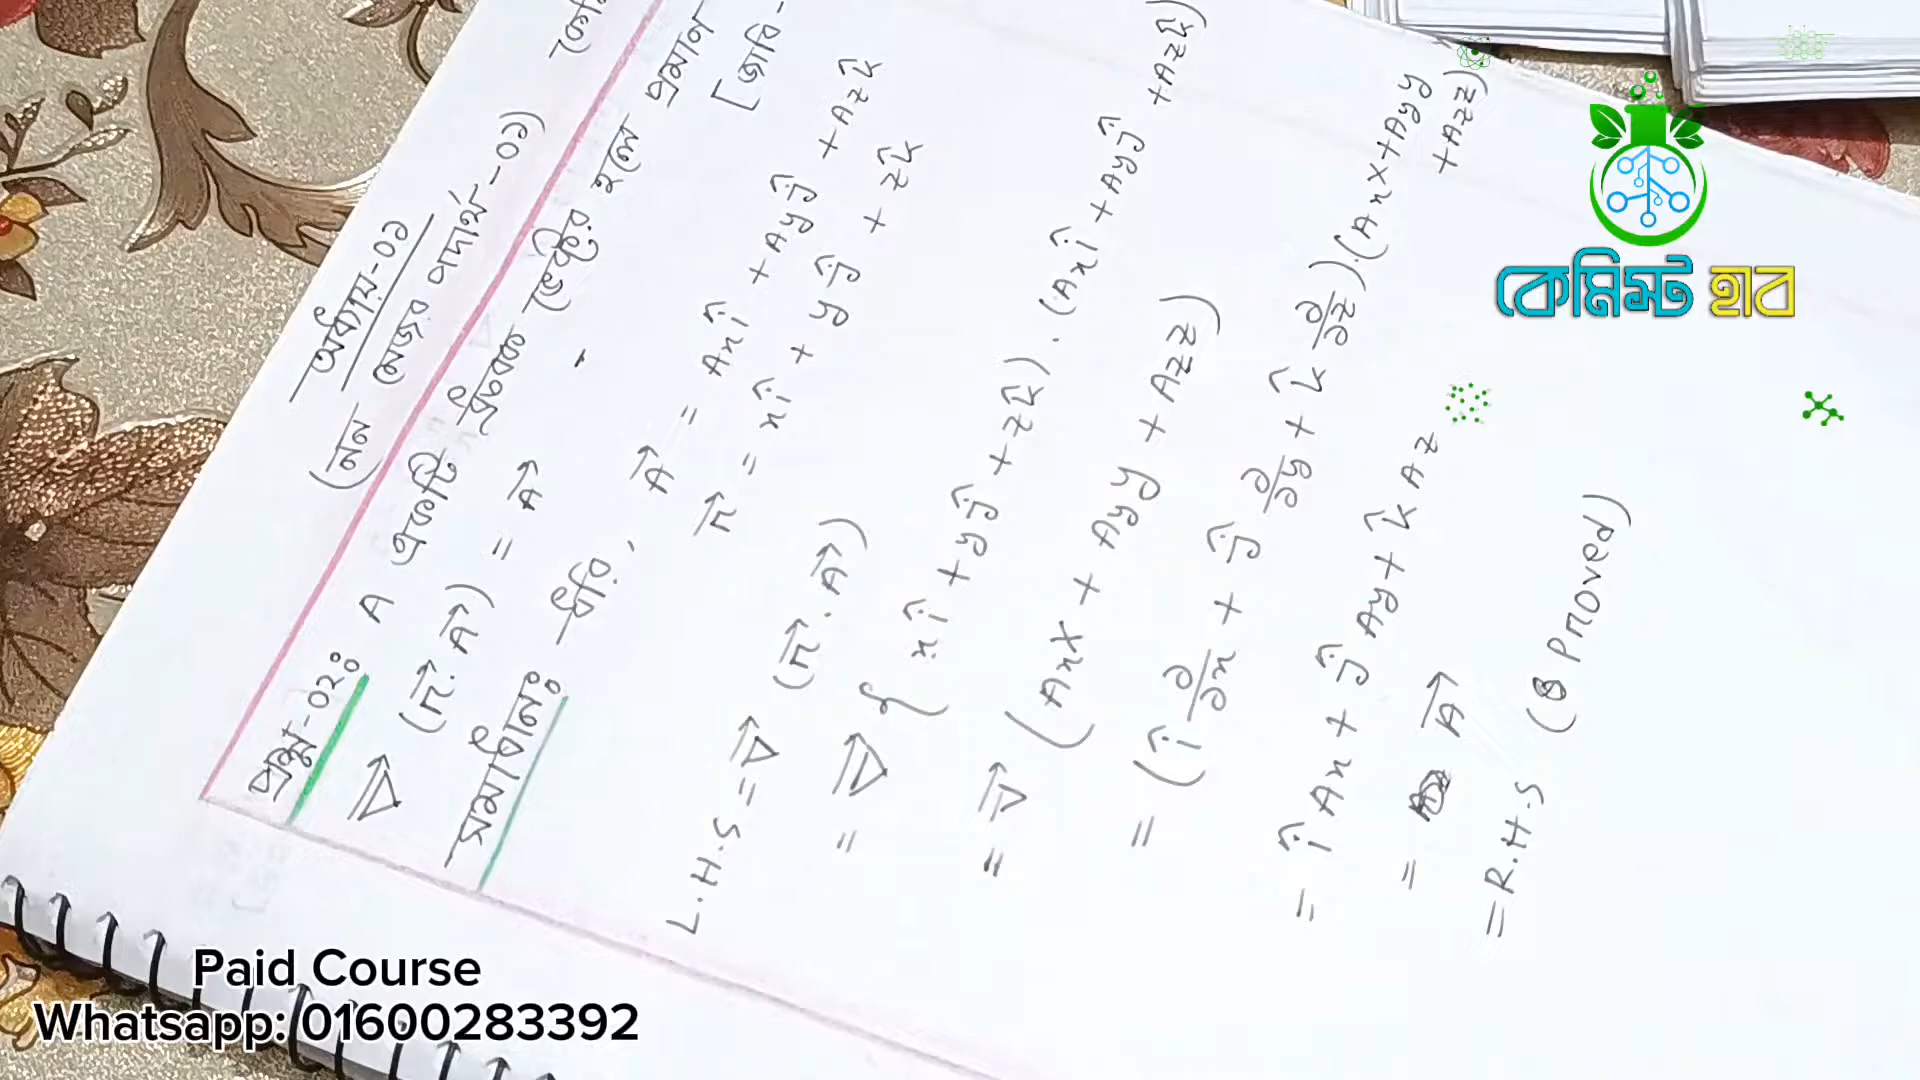 অধ্যায়-০১
(নন মেজর পদার্থ-০১)
প্রশ্ন-০২ঃ A একটি ধ্রুবক ভেক্টর হলে প্রমাণ
∇⃗ (r⃗.A⃗) = A⃗
[জাবি-
সমাধানঃ ধরি, A⃗ = Axî + Ayĵ + Azk̂
r⃗ = xî + yĵ + zk̂
L.H.S = ∇⃗ (r⃗.A⃗)
= ∇⃗ { xî + yĵ + zk̂).(Axî + Ayĵ + Azk̂)
= ∇⃗ (Axx + Ayy + Azz)
= (î ∂/∂x + ĵ ∂/∂y + k̂ ∂/∂z).(Axx + Ayy + Azz)
= îAx + ĵAy + k̂Az
= A⃗
= R.H.S (Proved)
কেমিস্ট হাব
Paid Course
Whatsapp: 01600283392